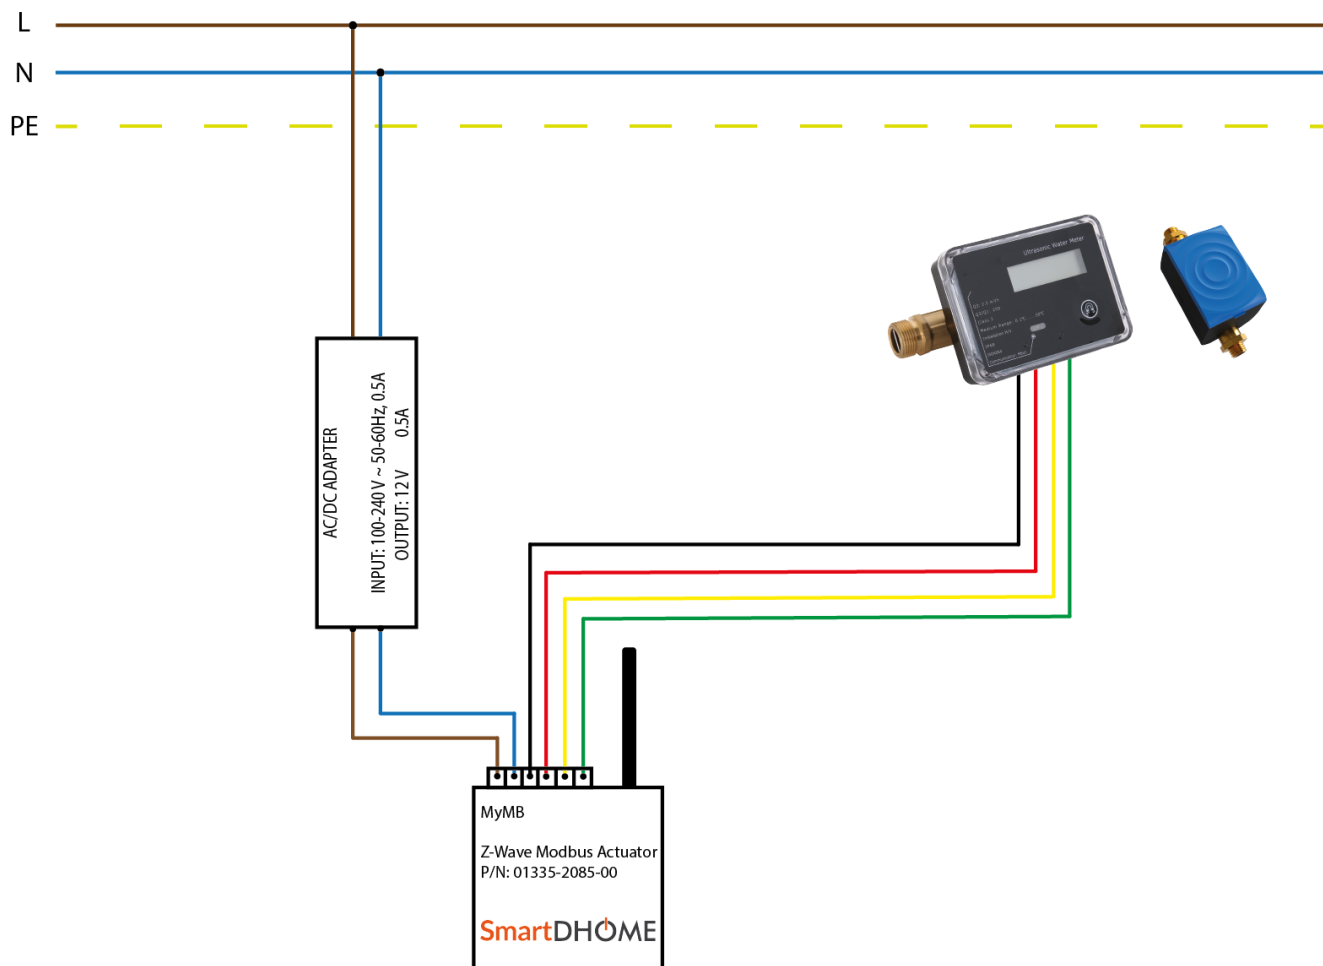 L
N
PE
Ultrasonic Water Meter
AC/DC ADAPTER
INPUT: 100-240 V ~ 50-60Hz, 0.5A
OUTPUT: 12 V 0.5A
MyMB
Z-Wave Modbus Actuator
P/N: 01335-2085-00
SmartDHOME